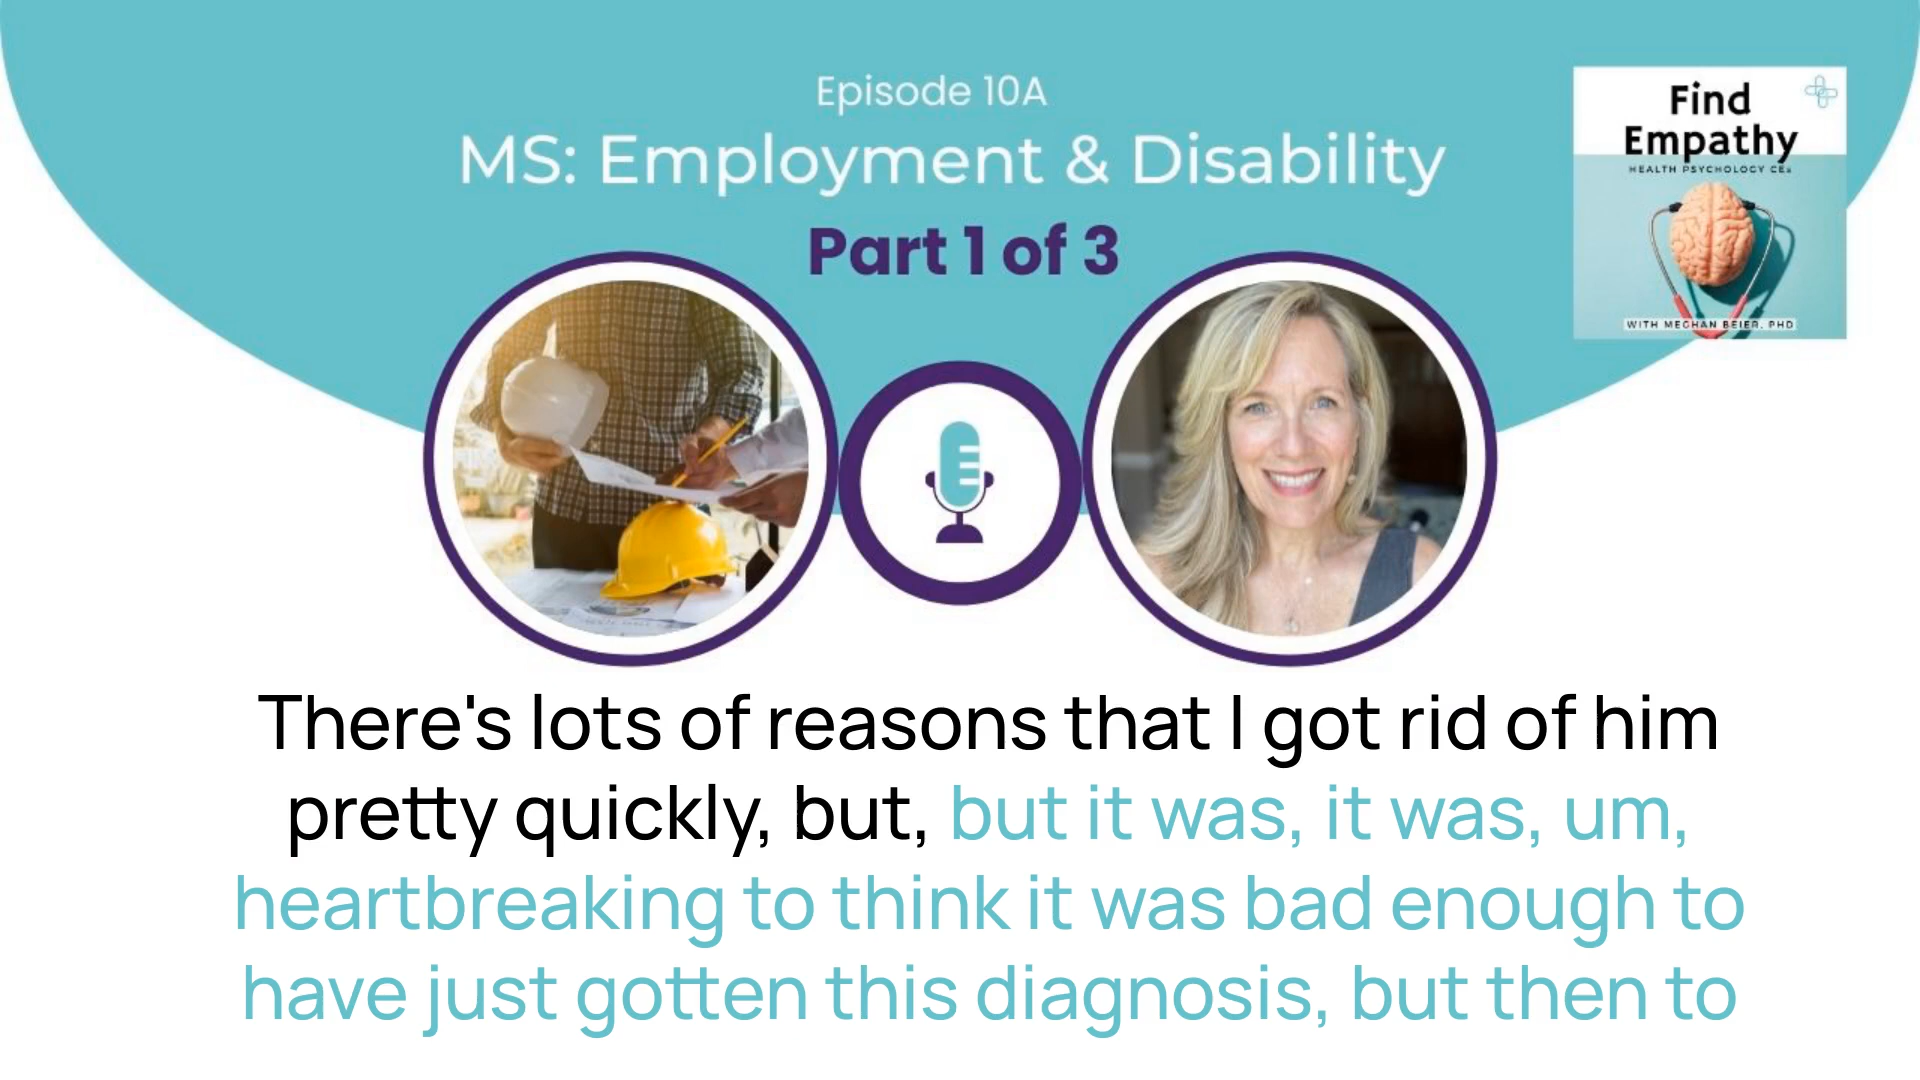 Episode 10A
MS: Employment & Disability
Part 1 of 3
Find
Empathy
HEALTH PSYCHOLOGY CEs
WITH MEGHAN BEIER, PHD
There's lots of reasons that I got rid of him
pretty quickly, but, but it was, it was, um,
heartbreaking to think it was bad enough to
have just gotten this diagnosis, but then to